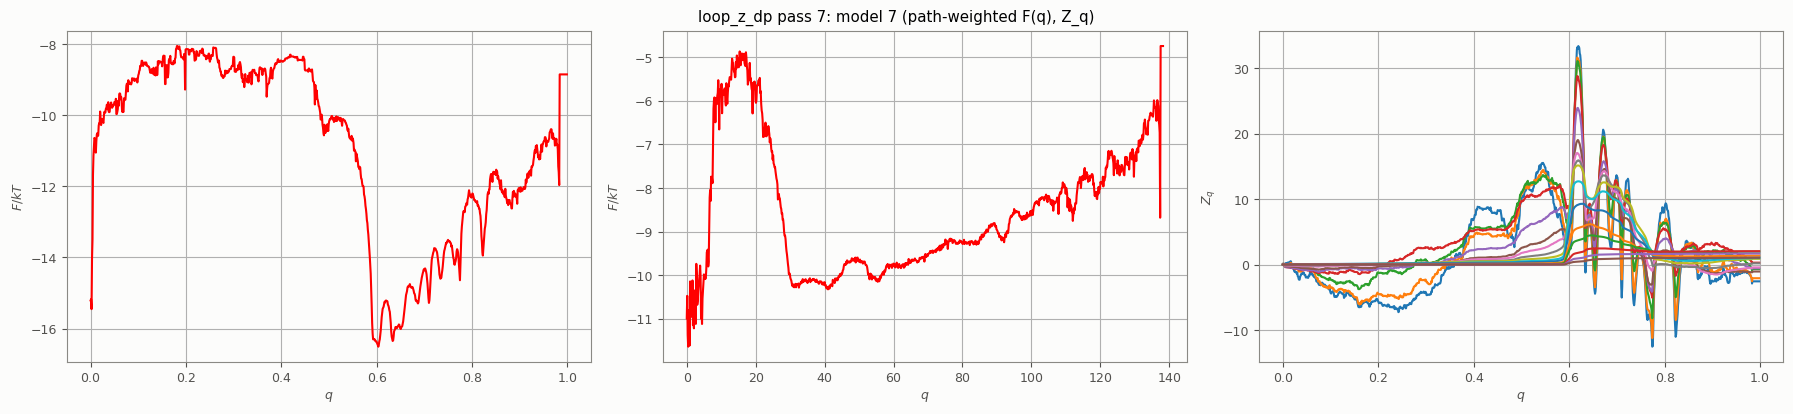 loop_z_dp pass 7: model 7 (path-weighted F(q), Z_q)
F/kT
−8
−10
−12
−14
−16
0.0 0.2 0.4 0.6 0.8 1.0
q
F/kT
−5
−6
−7
−8
−9
−10
−11
0 20 40 60 80 100 120 140
q
Z_q
30
20
10
0
−10
0.0 0.2 0.4 0.6 0.8 1.0
q